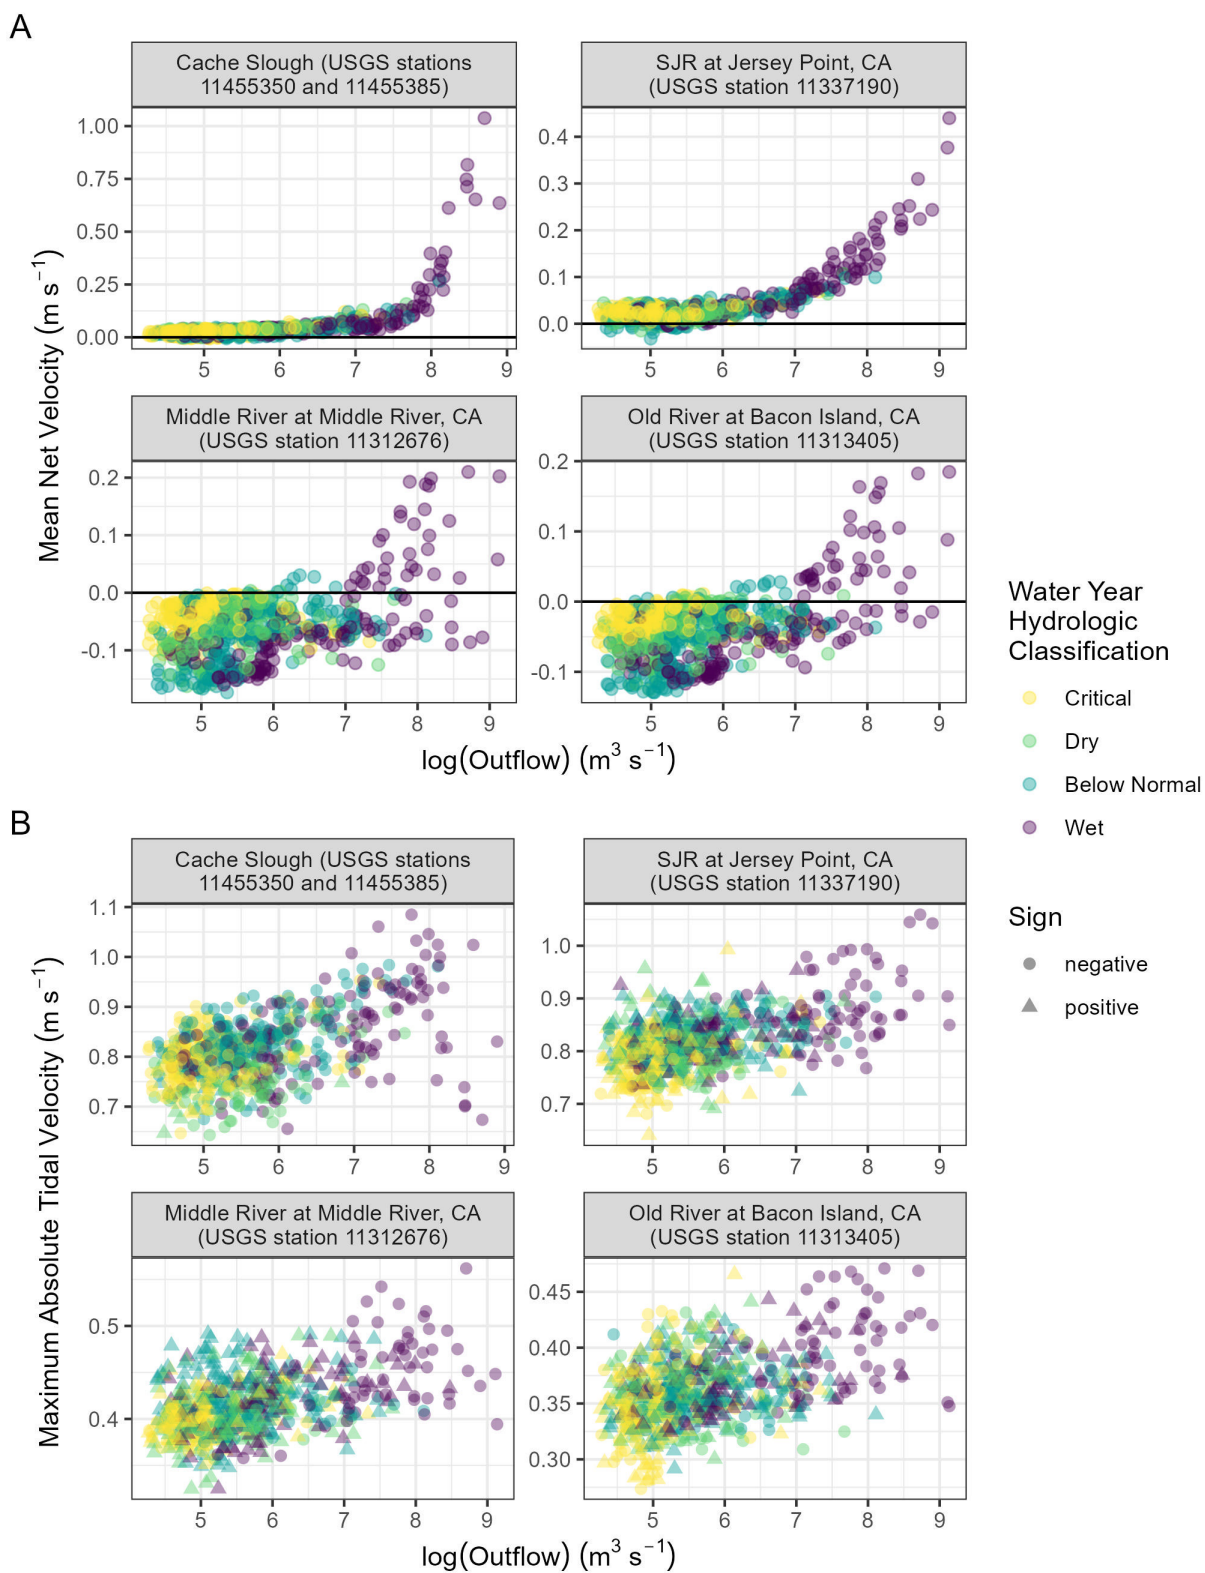 A
Cache Slough (USGS stations
11455350 and 11455385)
SJR at Jersey Point, CA
(USGS station 11337190)
1.00
0.75
0.50
0.25
0.00
5 6 7 8 9
0.4
0.3
0.2
0.1
0.0
5 6 7 8 9
Mean Net Velocity (m s⁻¹)
Middle River at Middle River, CA
(USGS station 11312676)
Old River at Bacon Island, CA
(USGS station 11313405)
0.2
0.1
0.0
-0.1
5 6 7 8 9
0.2
0.1
0.0
-0.1
5 6 7 8 9
log(Outflow) (m³ s⁻¹)
Water Year
Hydrologic
Classification
Critical
Dry
Below Normal
Wet
Sign
negative
positive
B
Cache Slough (USGS stations
11455350 and 11455385)
SJR at Jersey Point, CA
(USGS station 11337190)
1.1
1.0
0.9
0.8
0.7
5 6 7 8 9
1.0
0.9
0.8
0.7
5 6 7 8 9
Maximum Absolute Tidal Velocity (m s⁻¹)
Middle River at Middle River, CA
(USGS station 11312676)
Old River at Bacon Island, CA
(USGS station 11313405)
0.5
0.4
5 6 7 8 9
0.45
0.40
0.35
0.30
5 6 7 8 9
log(Outflow) (m³ s⁻¹)